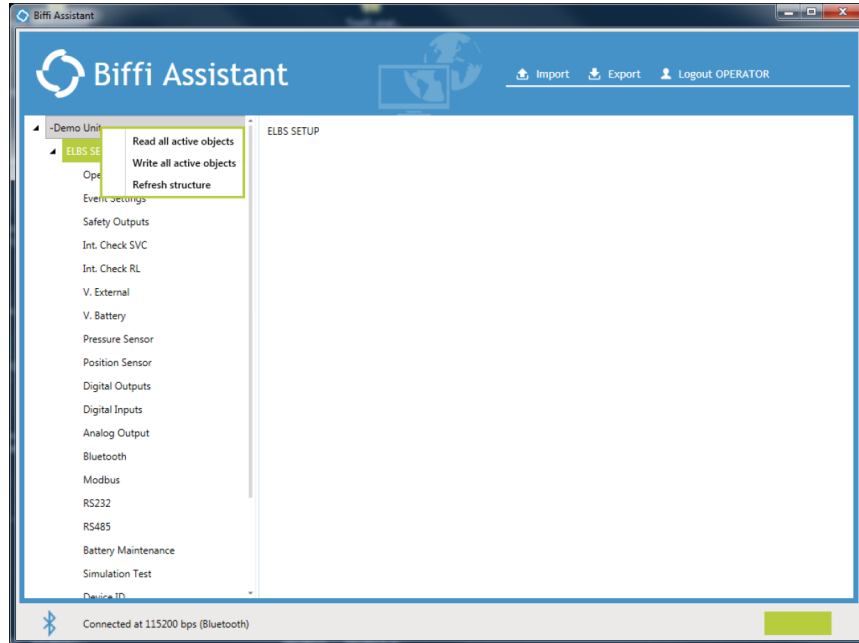 Biffi Assistant
Biffi Assistant
Import
Export
Logout OPERATOR
-Demo Unit
ELBS SE
Read all active objects
Write all active objects
Refresh structure
Ope
Event Settings
Safety Outputs
Int. Check SVC
Int. Check RL
V. External
V. Battery
Pressure Sensor
Position Sensor
Digital Outputs
Digital Inputs
Analog Output
Bluetooth
Modbus
RS232
RS485
Battery Maintenance
Simulation Test
Device ID
ELBS SETUP
Connected at 115200 bps (Bluetooth)